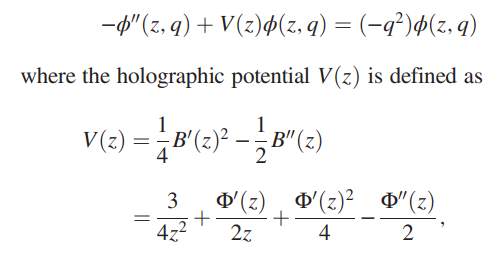 −ϕ″(z, q) + V(z)ϕ(z, q) = (−q²)ϕ(z, q)
where the holographic potential V(z) is defined as
V(z) = 1/4 B′(z)² − 1/2 B″(z)
= 3/4z² + Φ′(z)/2z + Φ′(z)²/4 − Φ″(z)/2,